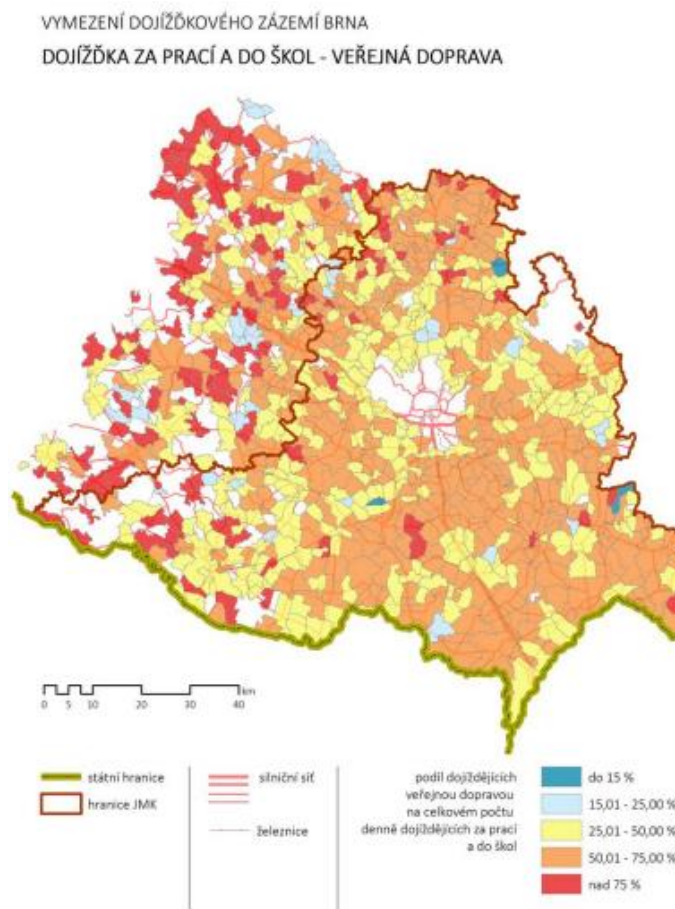 VYMEZENÍ DOJÍŽĎKOVÉHO ZÁZEMÍ BRNA
DOJÍŽĎKA ZA PRACÍ A DO ŠKOL - VEŘEJNÁ DOPRAVA
km
0 5 10 20 30 40
státní hranice
hranice JMK
silniční síť
železnice
podíl dojíždějících
veřejnou dopravou
na celkovém počtu
denně dojíždějících za prací
a do škol
do 15 %
15,01 - 25,00 %
25,01 - 50,00 %
50,01 - 75,00 %
nad 75 %